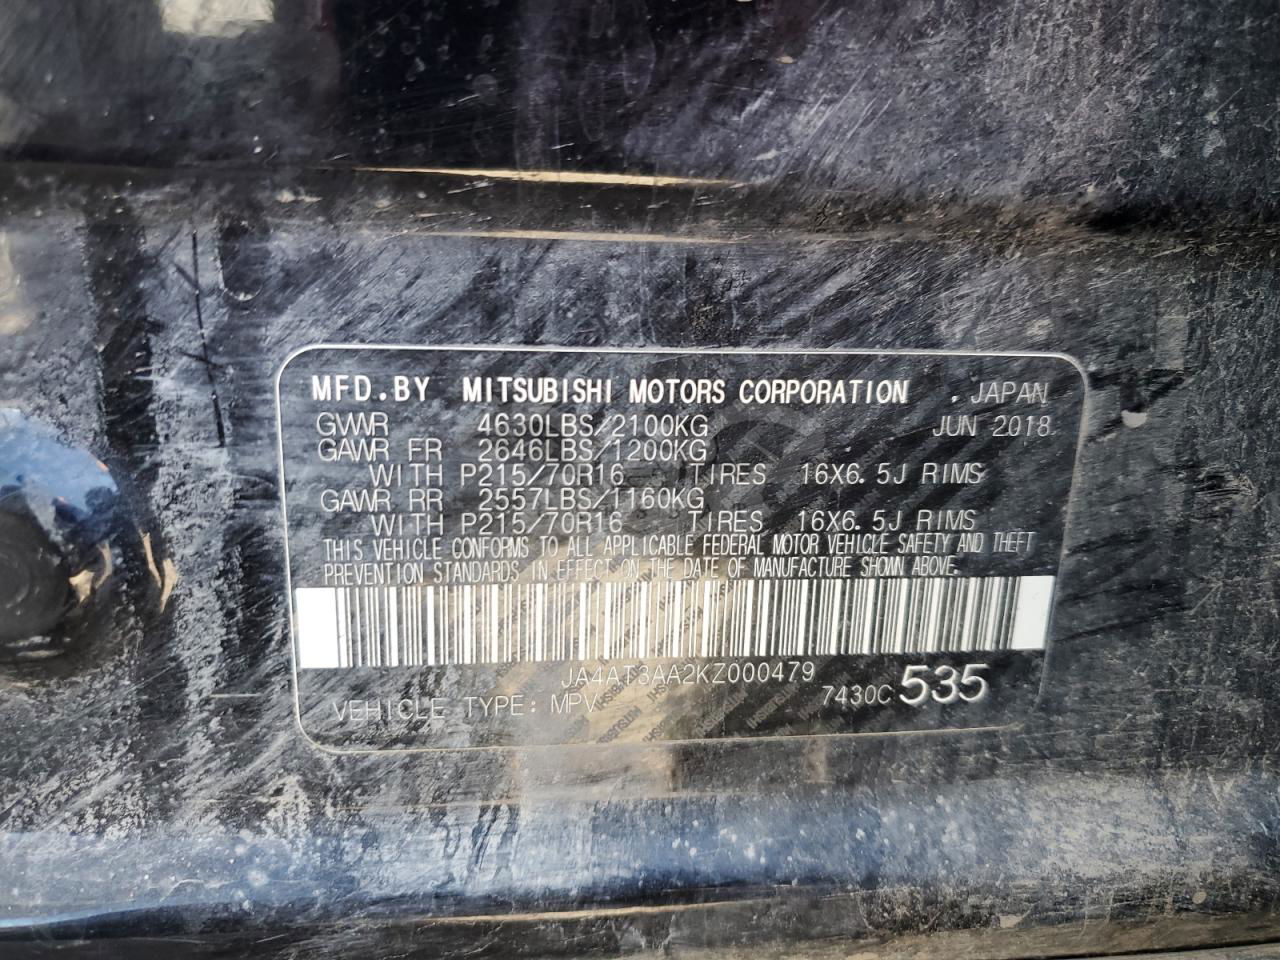 MFD.BY MITSUBISHI MOTORS CORPORATION . JAPAN
GVWR 4630LBS/2100KG JUN 2018
GAWR FR 2646LBS/1200KG
WITH P215/70R16 TIRES 16X6.5J RIMS
GAWR RR 2557LBS/1160KG
WITH P215/70R16 TIRES 16X6.5J RIMS
THIS VEHICLE CONFORMS TO ALL APPLICABLE FEDERAL MOTOR VEHICLE SAFETY AND THEFT
PREVENTION STANDARDS IN EFFECT ON THE DATE OF MANUFACTURE SHOWN ABOVE.
JA4AT3AA2KZ000479
VEHICLE TYPE: MPV 7430C 535